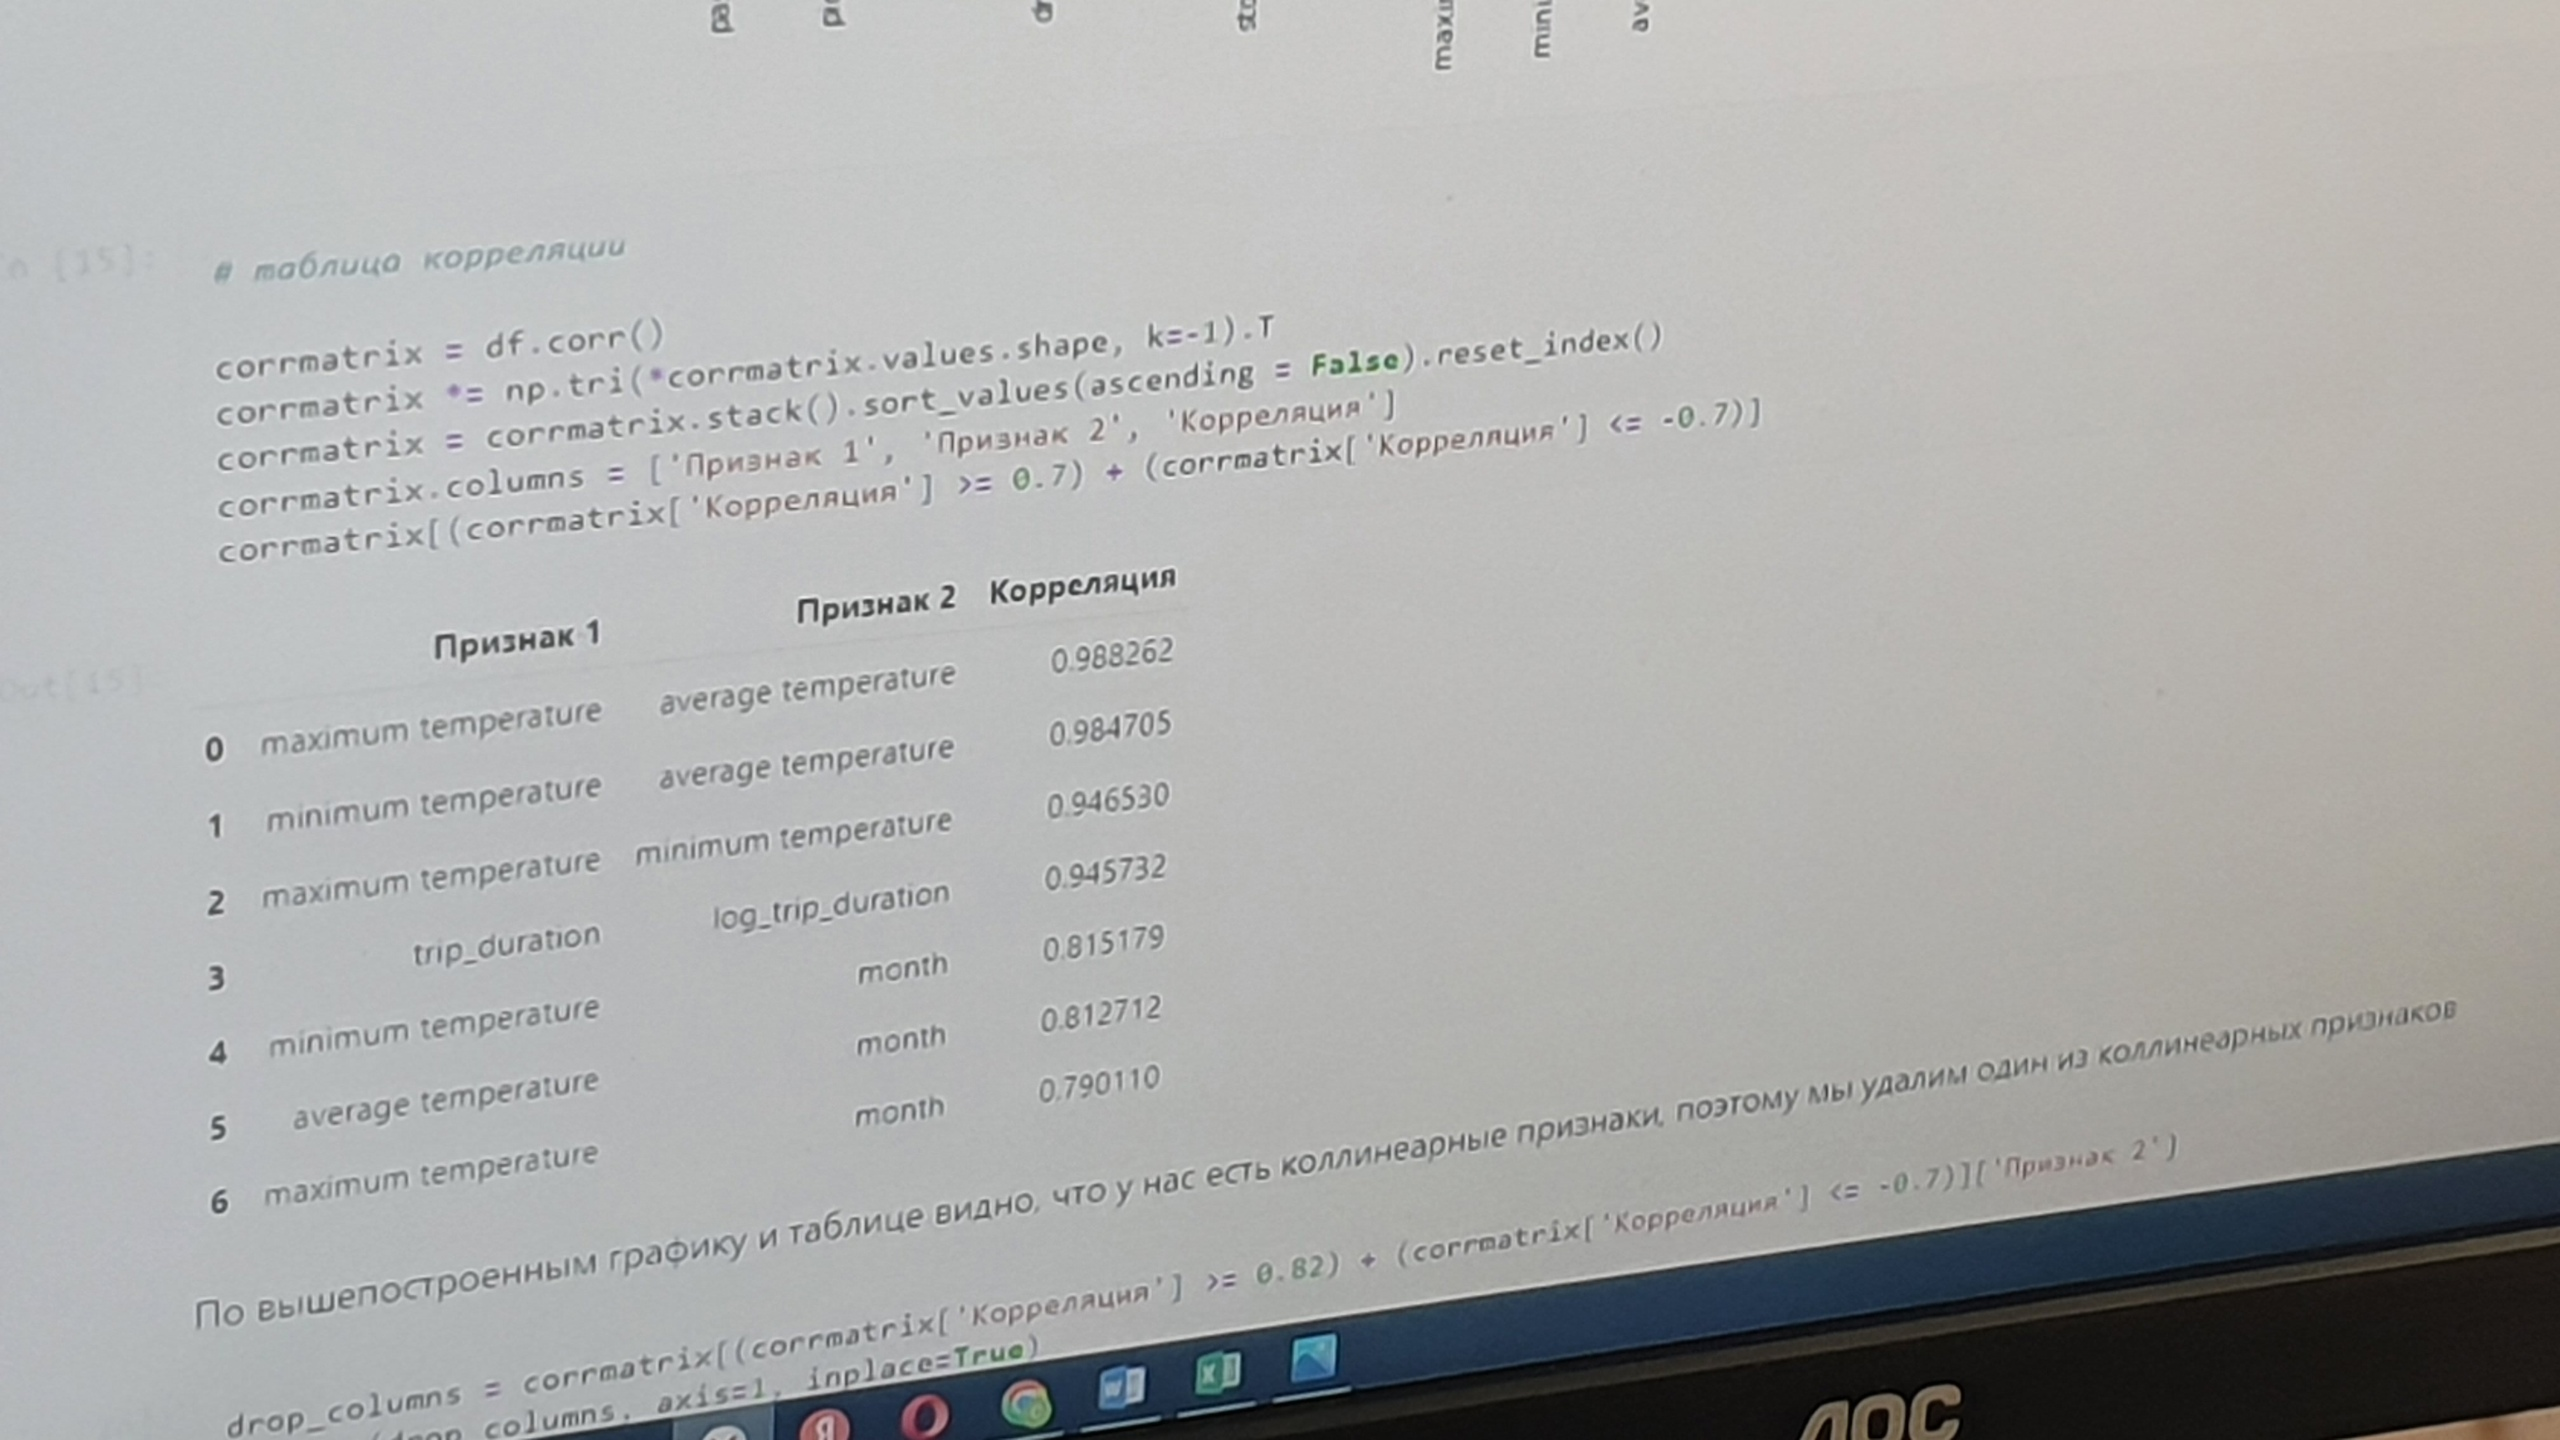 maxi
mini
av
In [15]:
# таблица корреляции
corrmatrix = df.corr()
corrmatrix *= np.tri(*corrmatrix.values.shape, k=-1).T
corrmatrix = corrmatrix.stack().sort_values(ascending = False).reset_index()
corrmatrix.columns = ['Признак 1', 'Признак 2', 'Корреляция']
corrmatrix[(corrmatrix['Корреляция'] >= 0.7) + (corrmatrix['Корреляция'] <= -0.7)]
Out[15]
Признак 1 Признак 2 Корреляция
0 maximum temperature average temperature 0.988262
1 minimum temperature average temperature 0.984705
2 maximum temperature minimum temperature 0.946530
3 trip_duration log_trip_duration 0.945732
4 minimum temperature month 0.815179
5 average temperature month 0.812712
6 maximum temperature month 0.790110
По вышепостроенным графику и таблице видно, что у нас есть коллинеарные признаки, поэтому мы удалим один из коллинеарных признаков
drop_columns = corrmatrix[(corrmatrix['Корреляция'] >= 0.82) + (corrmatrix['Корреляция'] <= -0.7)]['Признак 2']
(drop_columns, axis=1, inplace=True)
AOC